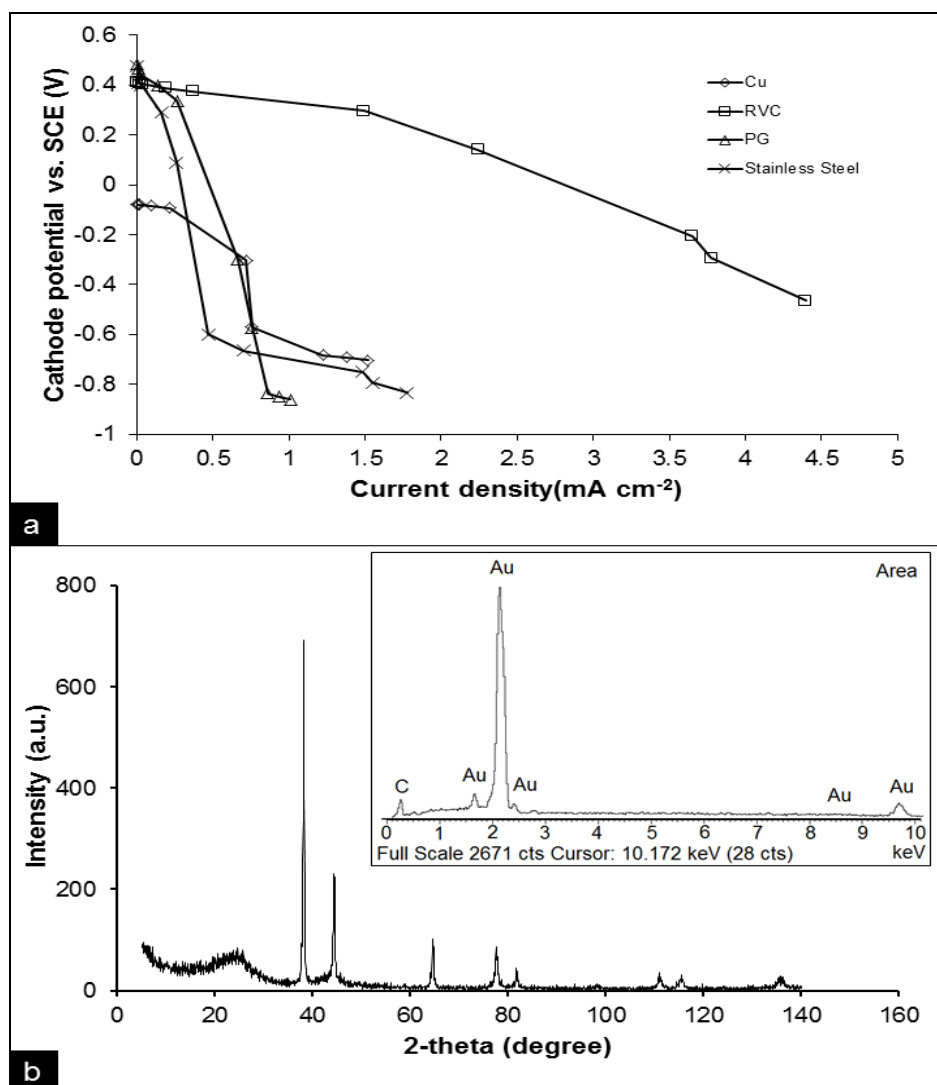 0.6
0.4
0.2
0
-0.2
-0.4
-0.6
-0.8
-1
Cathode potential vs. SCE (V)
Cu
RVC
PG
Stainless Steel
0 0.5 1 1.5 2 2.5 3 3.5 4 4.5 5
Current density(mA cm-2)
a
800
600
400
200
0
Intensity (a.u.)
Au
Area
C
Au
Au
Au
Au
0 1 2 3 4 5 6 7 8 9 10
Full Scale 2671 cts Cursor: 10.172 keV (28 cts)
keV
0 20 40 60 80 100 120 140 160
2-theta (degree)
b